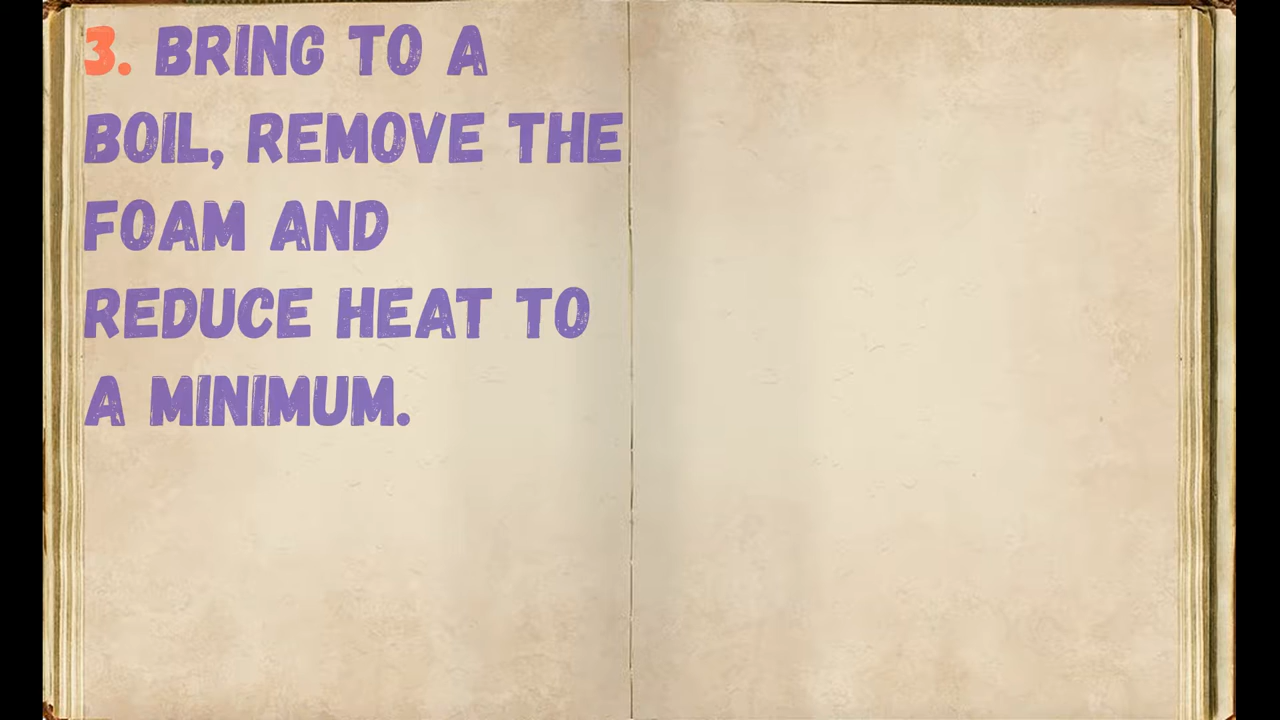 3. BRING TO A
BOIL, REMOVE THE
FOAM AND
REDUCE HEAT TO
A MINIMUM.